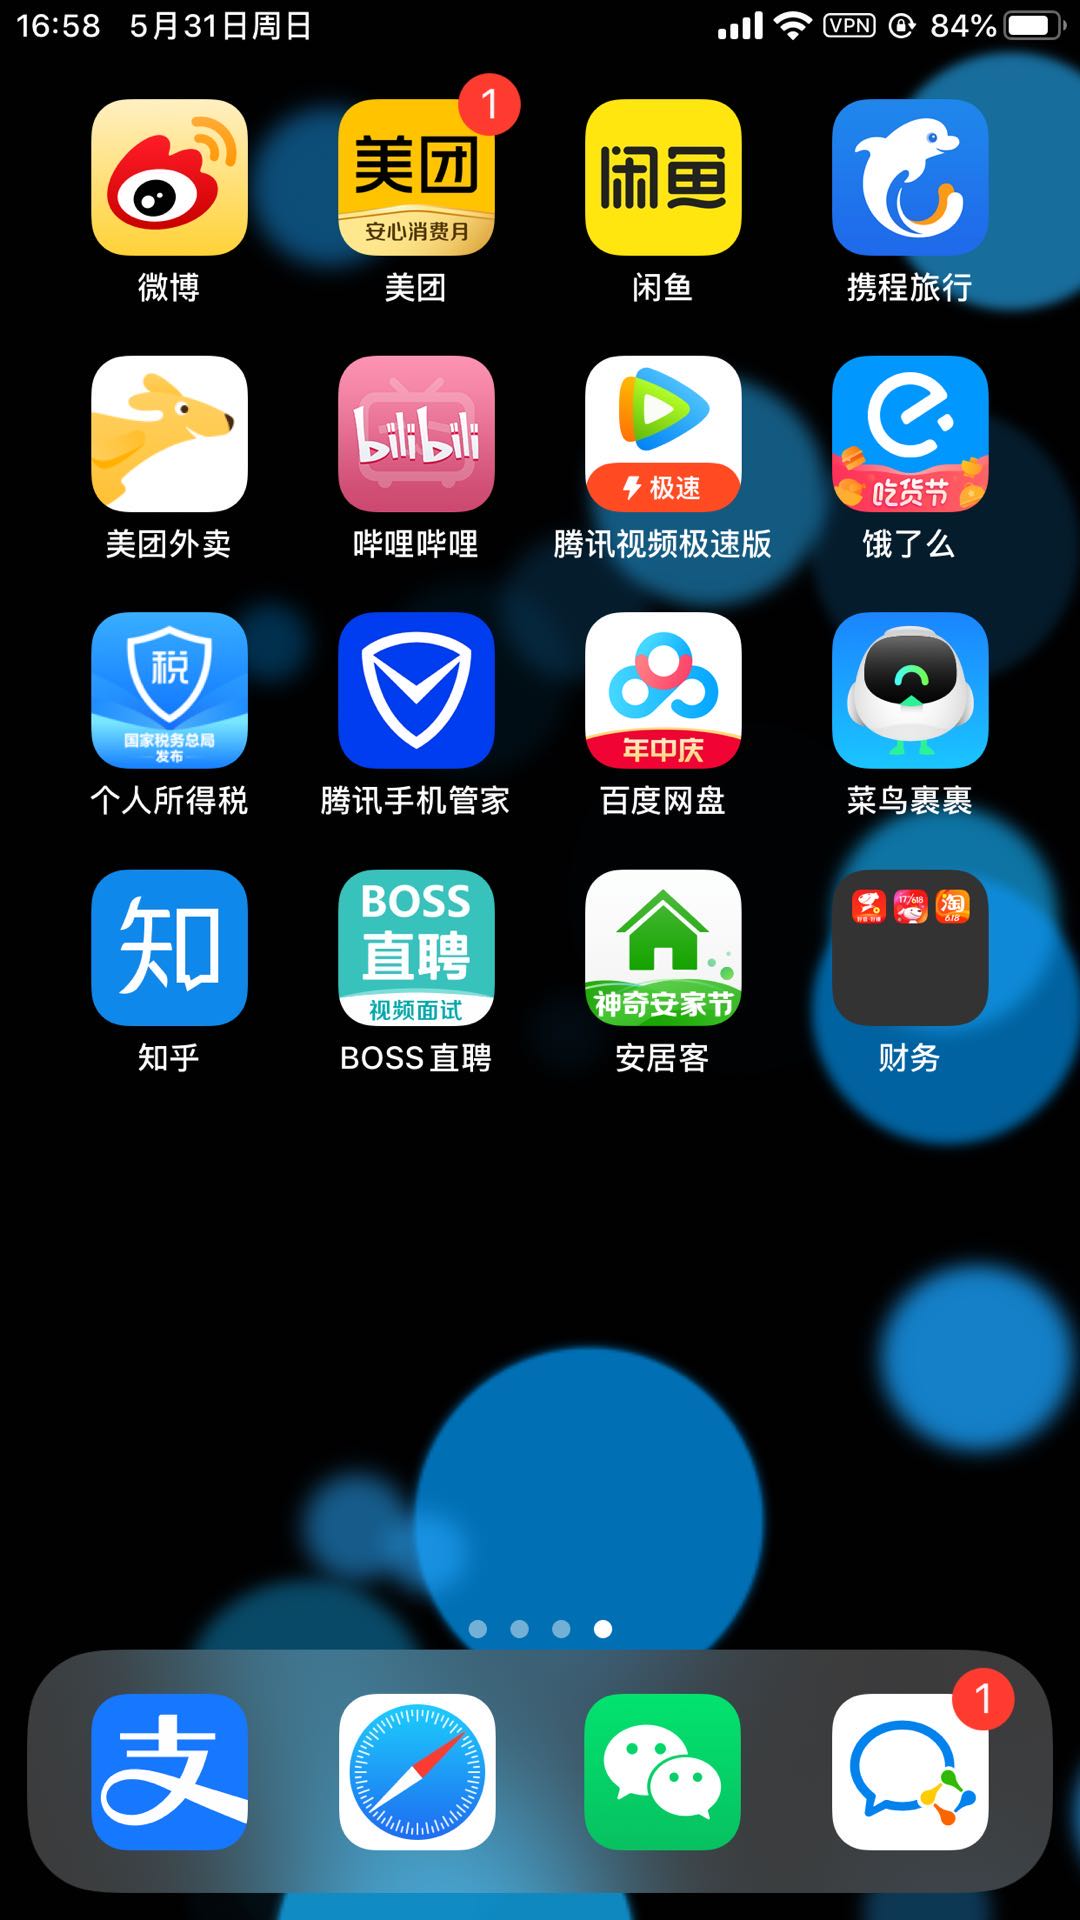 16:58 5月31日周日 VPN 84%
美团 1
安心消费月
闲鱼
微博 美团 闲鱼 携程旅行
bilibili
极速
吃货节
美团外卖 哔哩哔哩 腾讯视频极速版 饿了么
税
国家税务总局
发布
年中庆
个人所得税 腾讯手机管家 百度网盘 菜鸟裹裹
知
BOSS
直聘
视频面试
神奇安家节
17/618
淘
6.18
知乎 BOSS直聘 安居客 财务
支
1